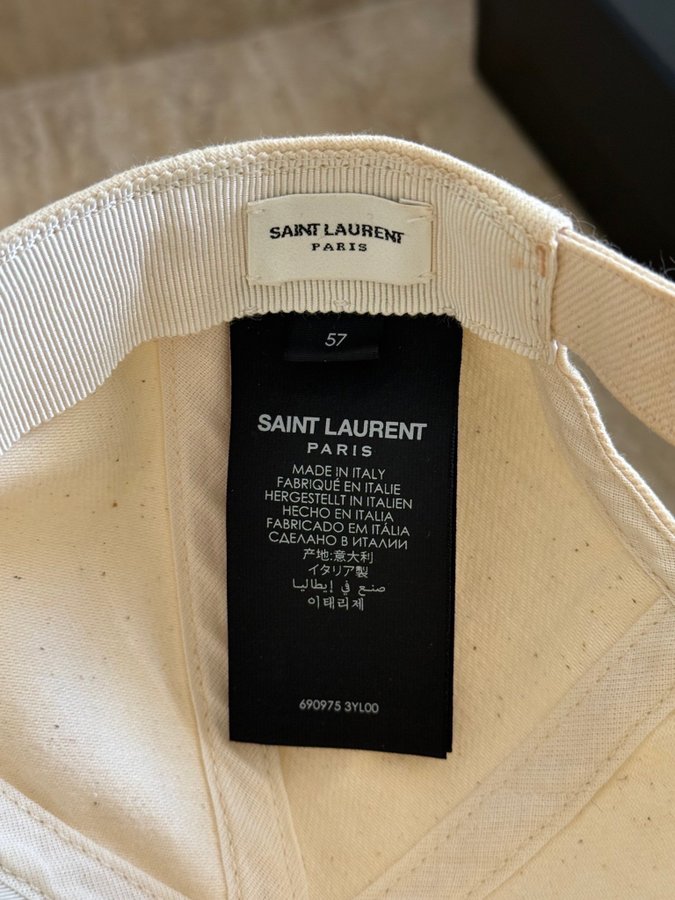 SAINT LAURENT
PARIS
57
SAINT LAURENT
PARIS
MADE IN ITALY
FABRIQUÉ EN ITALIE
HERGESTELLT IN ITALIEN
HECHO EN ITALIA
FABRICADO EM ITÁLIA
СДЕЛАНО В ИТАЛИИ
产地:意大利
イタリア製
صنع في إيطاليا
이태리제
690975 3YL00